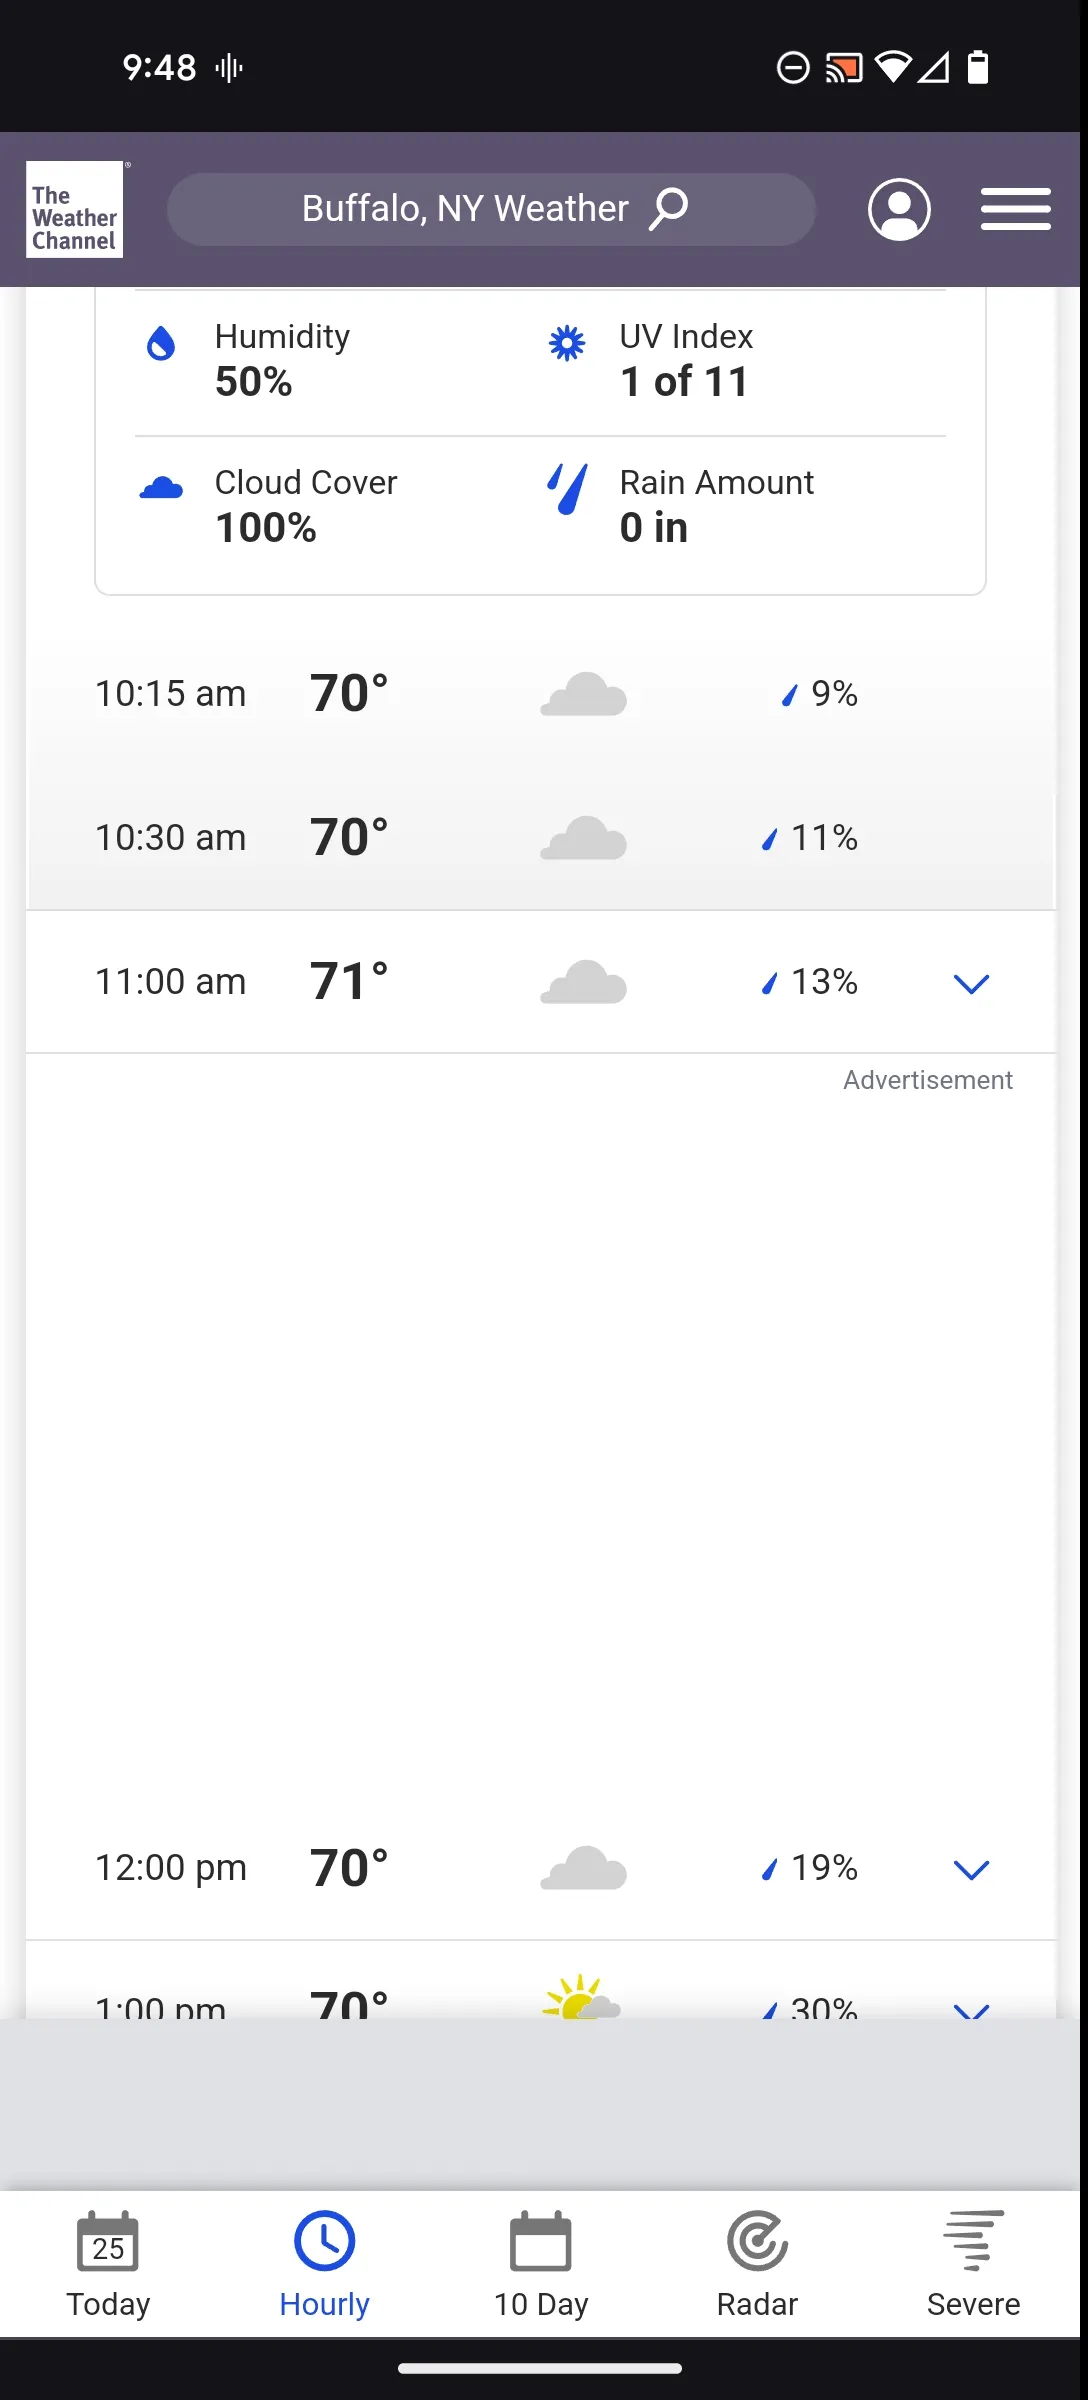 9:48
The
Weather
Channel
®
Buffalo, NY Weather
Humidity
50%
UV Index
1 of 11
Cloud Cover
100%
Rain Amount
0 in
10:15 am 70° 9%
10:30 am 70° 11%
11:00 am 71° 13%
Advertisement
12:00 pm 70° 19%
1:00 pm 70° 30%
25
Today
Hourly
10 Day
Radar
Severe